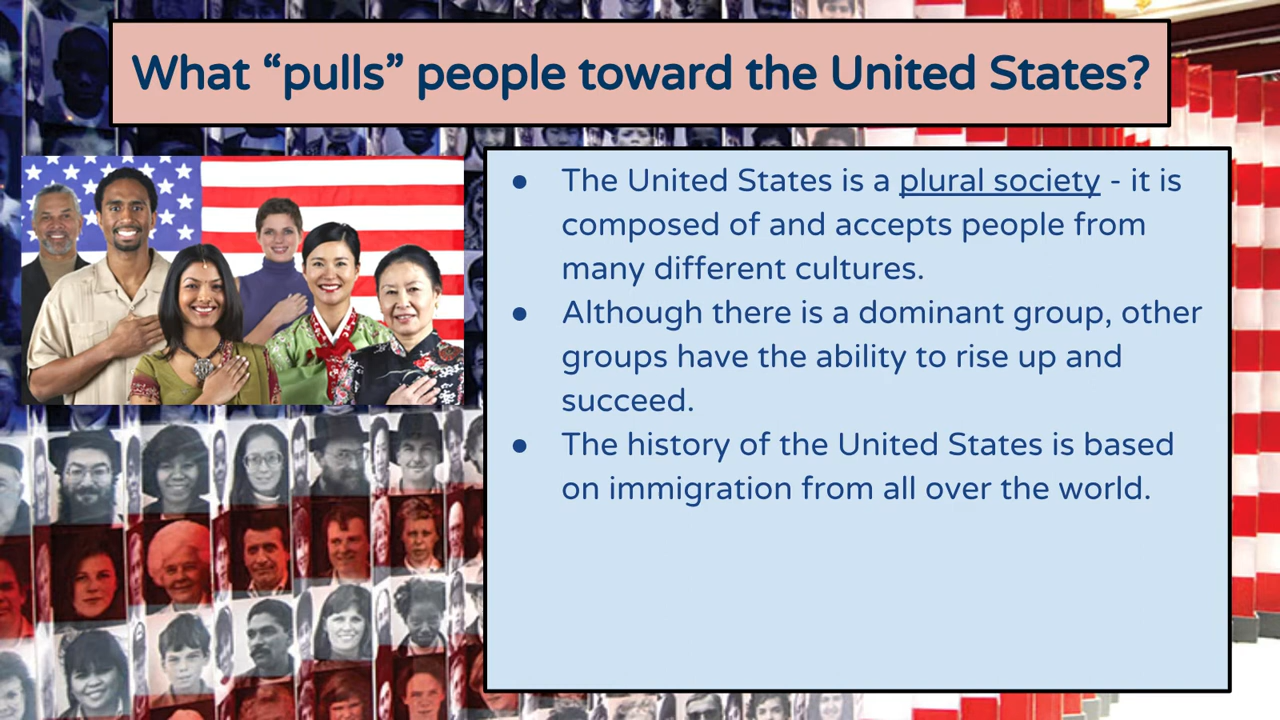 What “pulls” people toward the United States?
● The United States is a plural society - it is
composed of and accepts people from
many different cultures.
● Although there is a dominant group, other
groups have the ability to rise up and
succeed.
● The history of the United States is based
on immigration from all over the world.